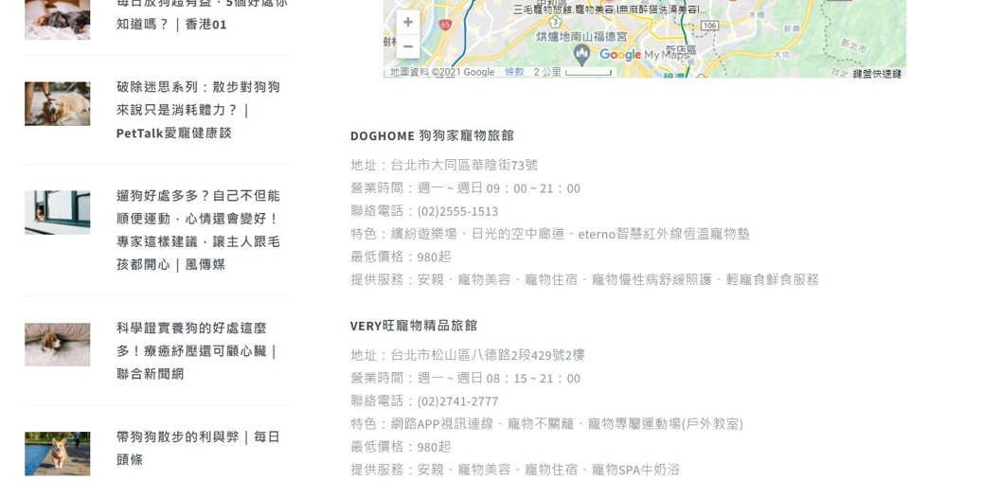 每日放狗超有益，5個好處你
知道嗎？ | 香港01
破除迷思系列：散步對狗狗
來說只是消耗體力？ |
PetTalk愛寵健康談
遛狗好處多多？自己不但能
順便運動，心情還會變好！
專家這樣建議，讓主人跟毛
孩都開心 | 風傳媒
科學證實養狗的好處這麼
多！療癒紓壓還可顧心臟 |
聯合新聞網
帶狗狗散步的利與弊 | 每日
頭條
三毛寵物旅館.寵物美容.|無麻醉貓洗澡美容|...
木柵
106
65
3
烘爐地南山福德宮
新店區
大坑
新北市
碧潭
台北
Google My Maps
地圖資料 ©2021 Google
條款
2 公里
鍵盤快速鍵
DOGHOME 狗狗家寵物旅館
地址：台北市大同區華陰街73號
營業時間：週一 ~ 週日 09：00 ~ 21：00
聯絡電話：(02)2555-1513
特色：繽紛遊樂場、日光的空中廊道、eterno智慧紅外線恆溫寵物墊
最低價格：980起
提供服務：安親、寵物美容、寵物住宿、寵物慢性病舒緩照護、輕寵食鮮食服務
VERY旺寵物精品旅館
地址：台北市松山區八德路2段429號2樓
營業時間：週一 ~ 週日 08：15 ~ 21：00
聯絡電話：(02)2741-2777
特色：網路APP視訊連線、寵物不關籠、寵物專屬運動場(戶外教室)
最低價格：980起
提供服務：安親、寵物美容、寵物住宿、寵物SPA牛奶浴